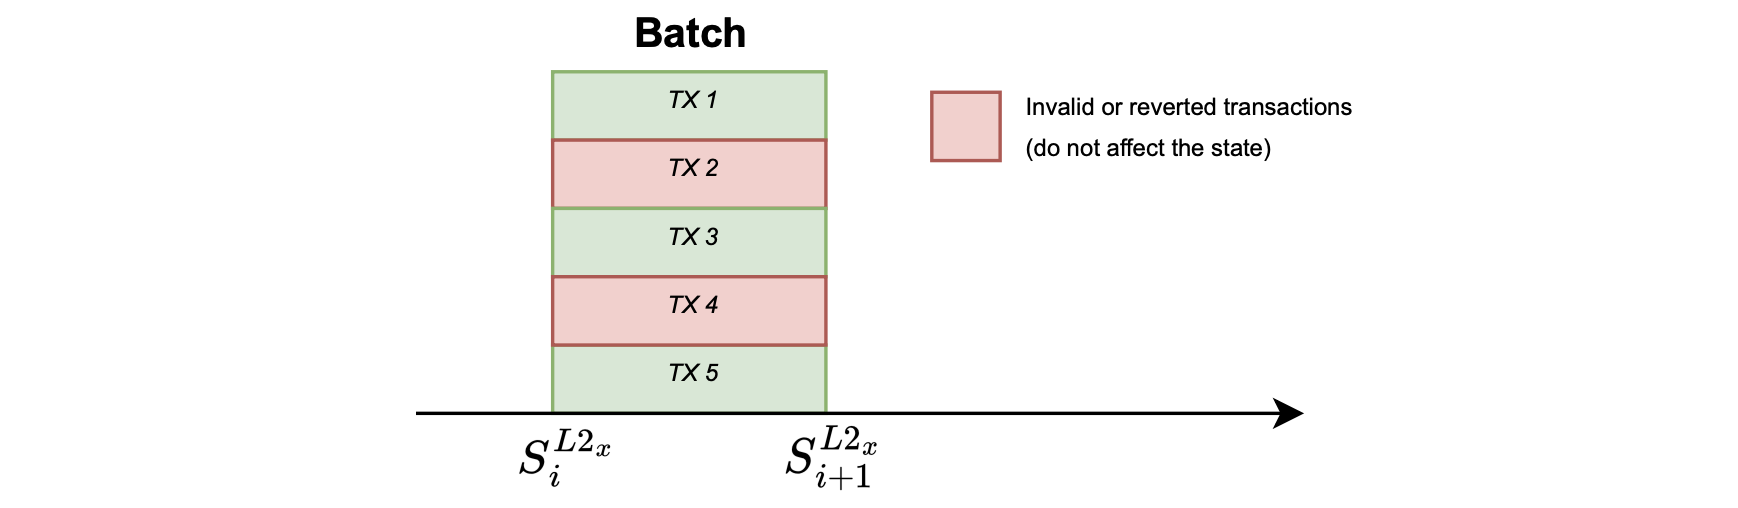 Batch
TX 1
TX 2
TX 3
TX 4
TX 5
Invalid or reverted transactions
(do not affect the state)
S_i^{L2_x}
S_{i+1}^{L2_x}